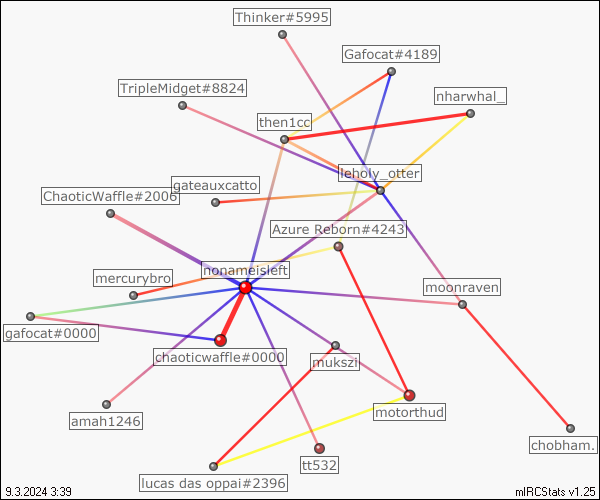 Thinker#5995
Gafocat#4189
TripleMidget#8824
nharwhal_
then1cc
leholy_otter
gateauxcatto
ChaoticWaffle#2006
Azure Reborn#4243
nonameisleft
mercurybro
moonraven
gafocat#0000
chaoticwaffle#0000
mukszi
amah1246
motorthud
chobham.
tt532
lucas das oppai#2396
9.3.2024 3:39
mIRCStats v1.25